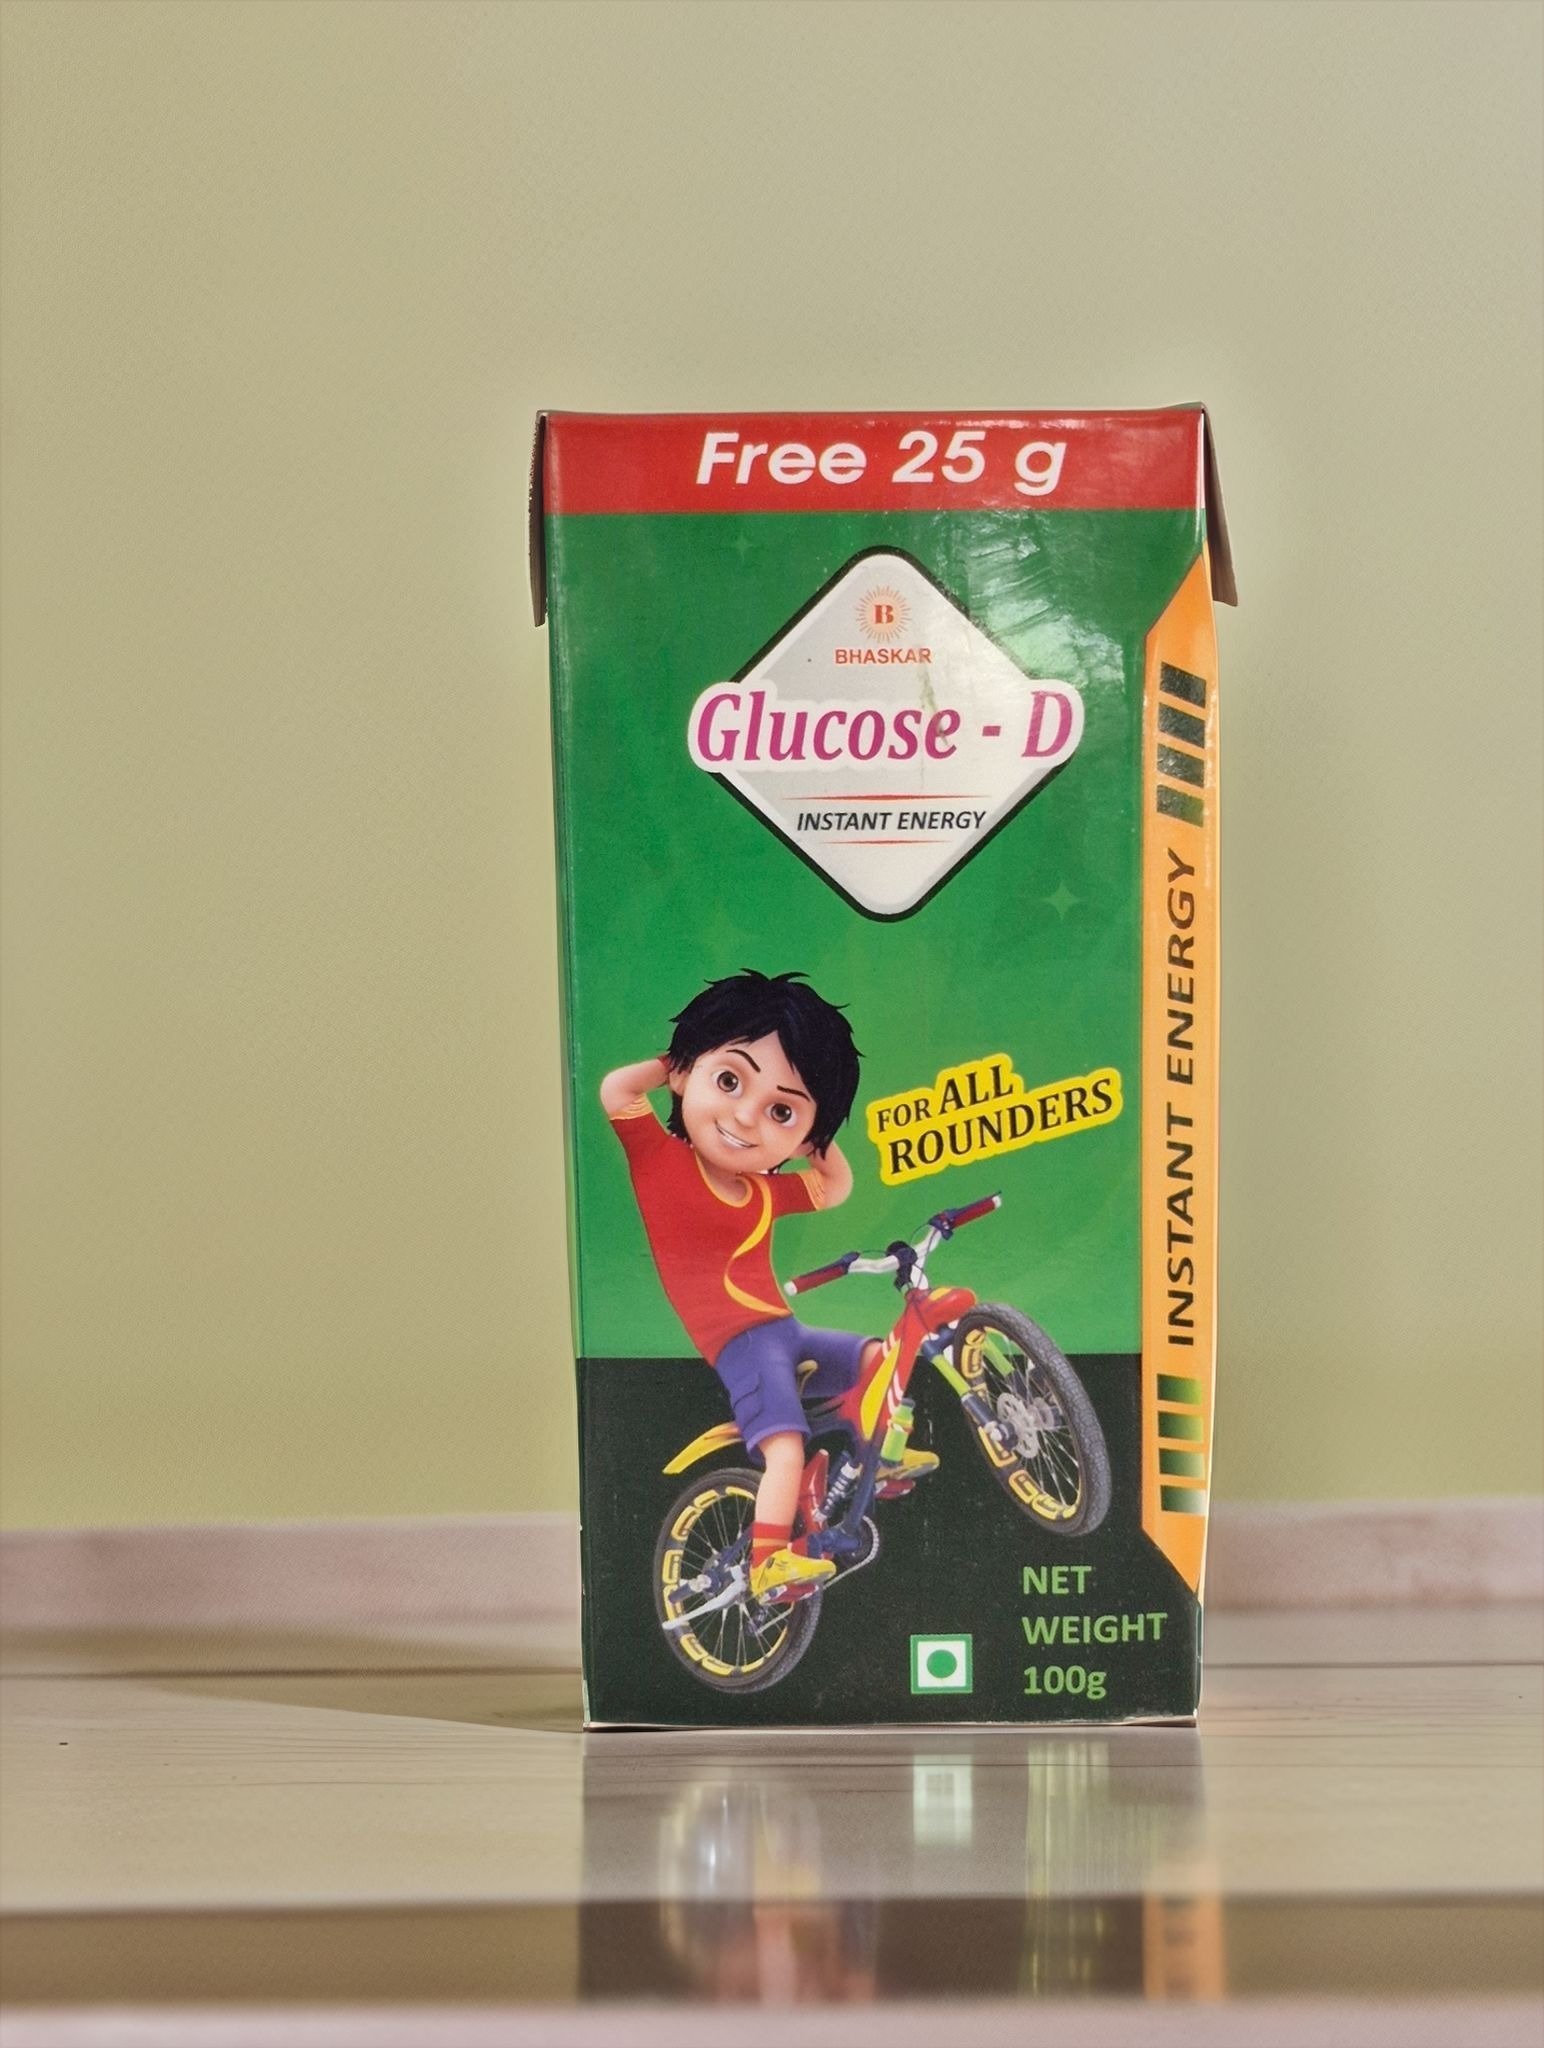 Free 25 g
B
BHASKAR
Glucose - D
INSTANT ENERGY
FOR ALL
ROUNDERS
INSTANT ENERGY
NET
WEIGHT
100g